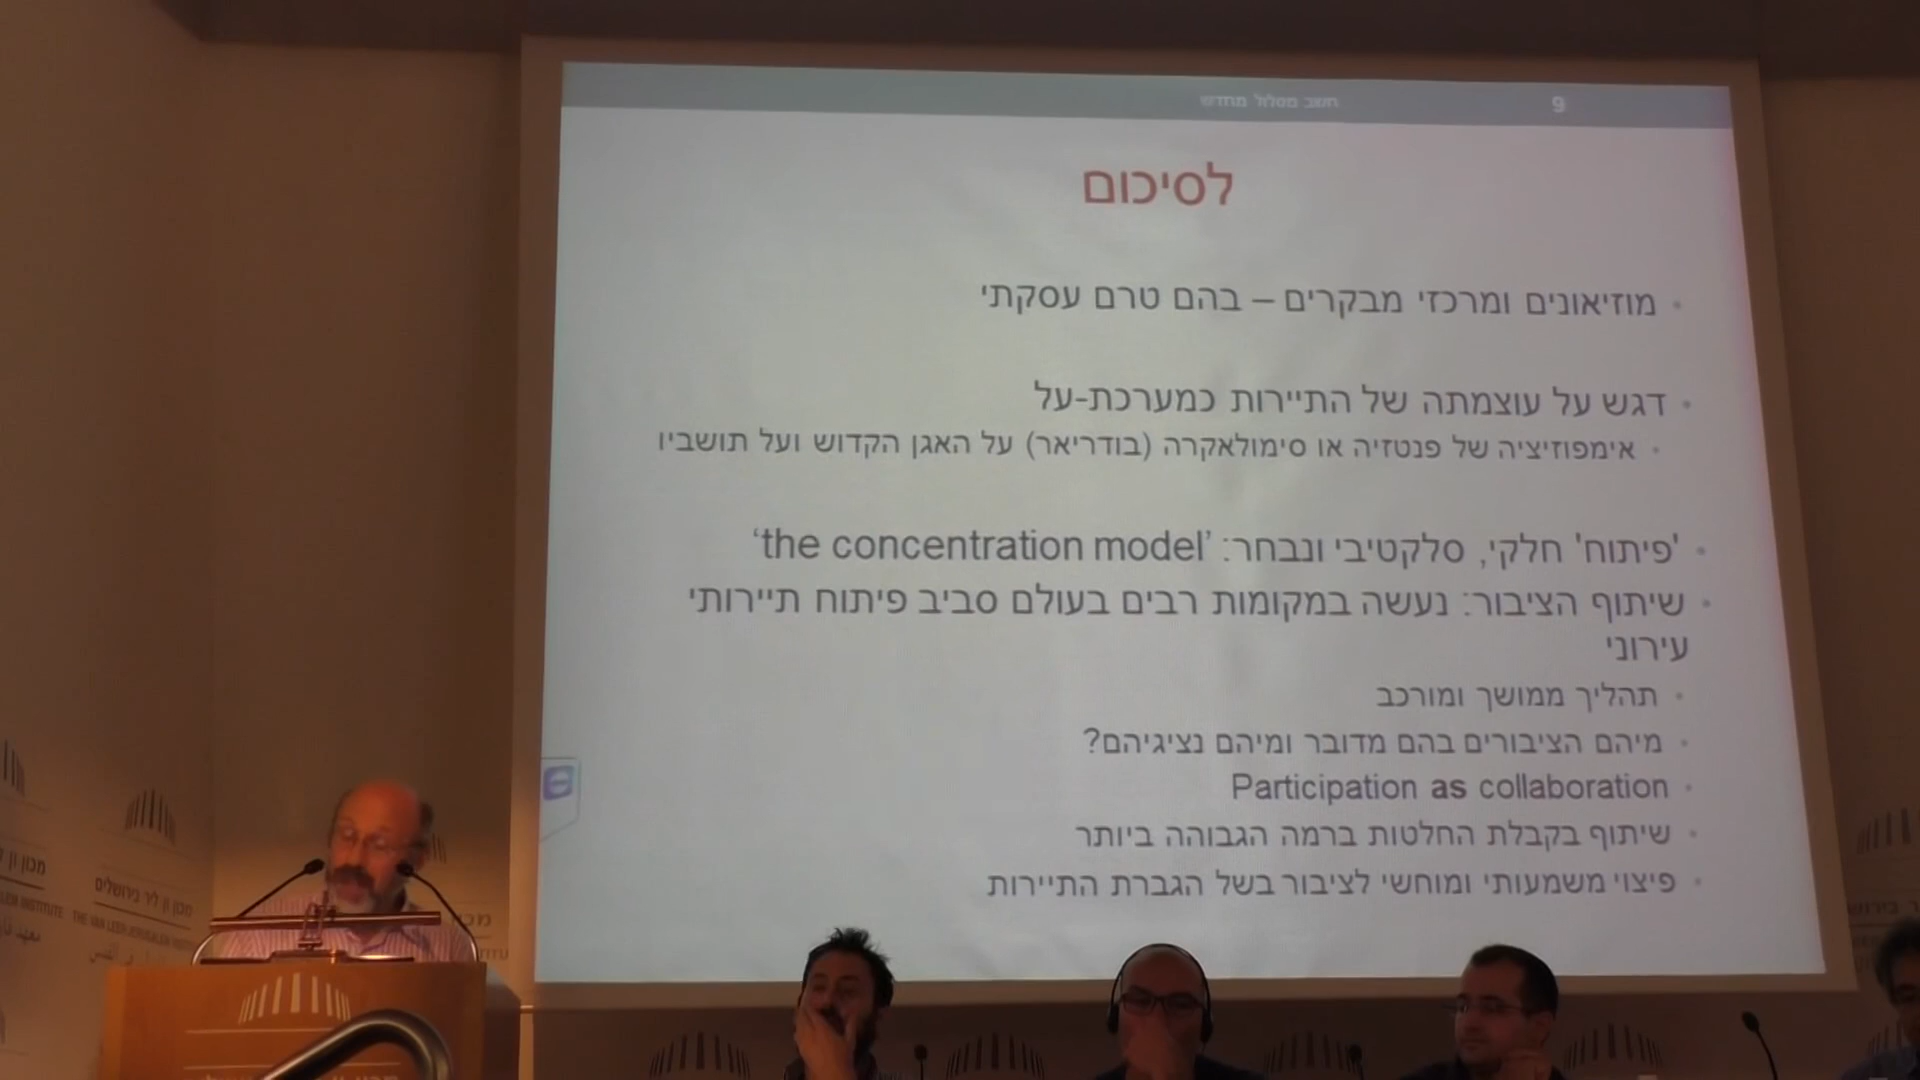 9
לסיכום
• מוזיאונים ומרכזי מבקרים – בהם טרם עסקתי
• דגש על עוצמתה של התיירות כמערכת-על
• אימפוזיציה של פנטזיה או סימולאקרה (בודריאר) על האגן הקדוש ועל תושביו
• 'פיתוח' חלקי, סלקטיבי ונבחר: 'the concentration model'
• שיתוף הציבור: נעשה במקומות רבים בעולם סביב פיתוח תיירותי
עירוני
• תהליך ממושך ומורכב
• מיהם הציבורים בהם מדובר ומיהם נציגיהם?
• Participation as collaboration
• שיתוף בקבלת החלטות ברמה הגבוהה ביותר
• פיצוי משמעותי ומוחשי לציבור בשל הגברת התיירות
מכון ון ליר בירושלים
THE VAN LEER JERUSALEM
מכון ון